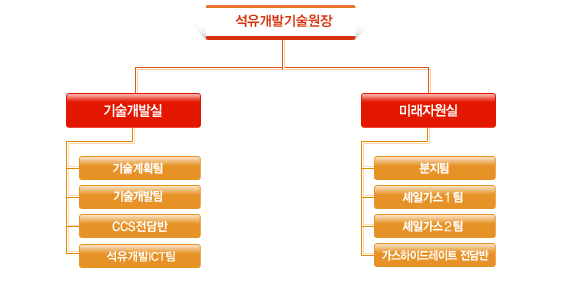 석유개발기술원장
기술개발실
기술계획팀
기술개발팀
CCS전담반
석유개발ICT팀
미래자원실
분지팀
셰일가스 1 팀
셰일가스 2 팀
가스하이드레이트 전담반